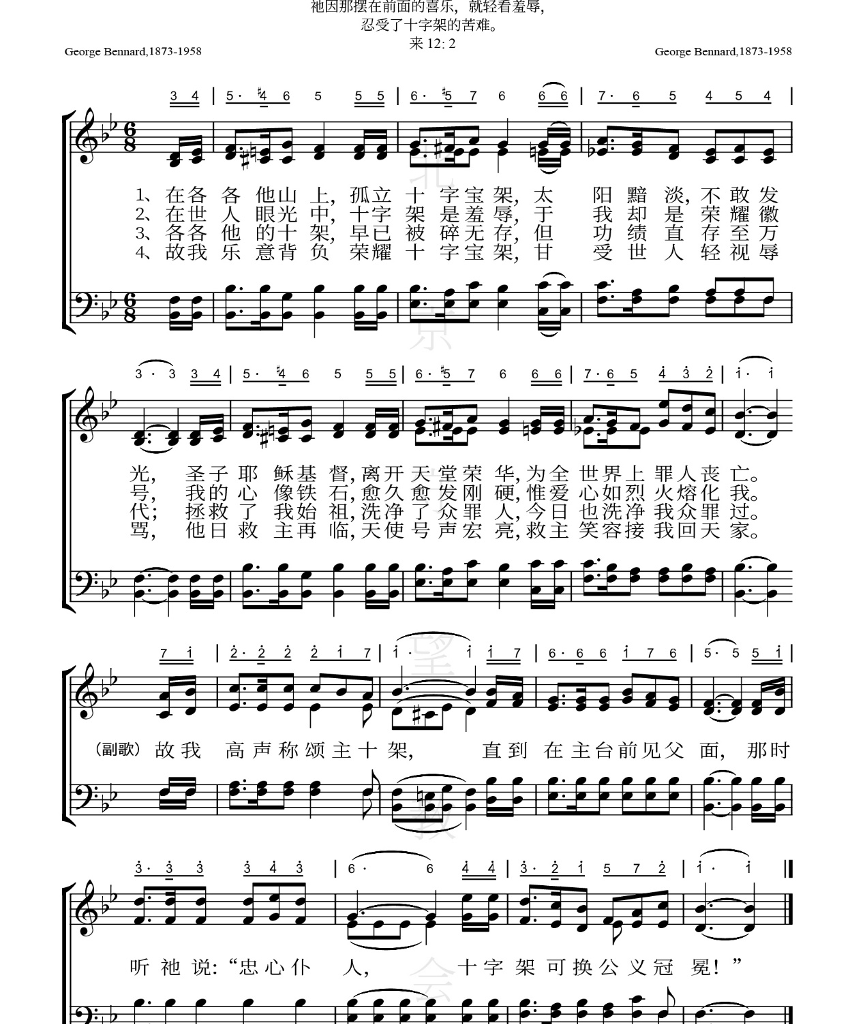 祂因那摆在前面的喜乐，就轻看羞辱，
忍受了十字架的苦难。
来 12: 2
George Bennard,1873-1958
George Bennard,1873-1958
1、在各各他山上，孤立十字宝架，太阳黯淡，不敢发
2、在世人眼光中，十字架是羞辱，于我却是荣耀徽
3、各各他的十架，早已被碎无存，但功绩直存至万
4、故我乐意背负荣耀十字宝架，甘受世人轻视辱
光，圣子耶稣基督，离开天堂荣华，为全世界上罪人丧亡。
号，我的心像铁石，愈久愈发刚硬，惟爱心如烈火熔化我。
代；拯救了我始祖，洗净了众罪人，今日也洗净我众罪过。
骂，他日救主再临，天使号声宏亮，救主笑容接我回天家。
（副歌）故我高声称颂主十架，直到在主台前见父面，那时
听祂说：“忠心仆人，十字架可换公义冠冕！”